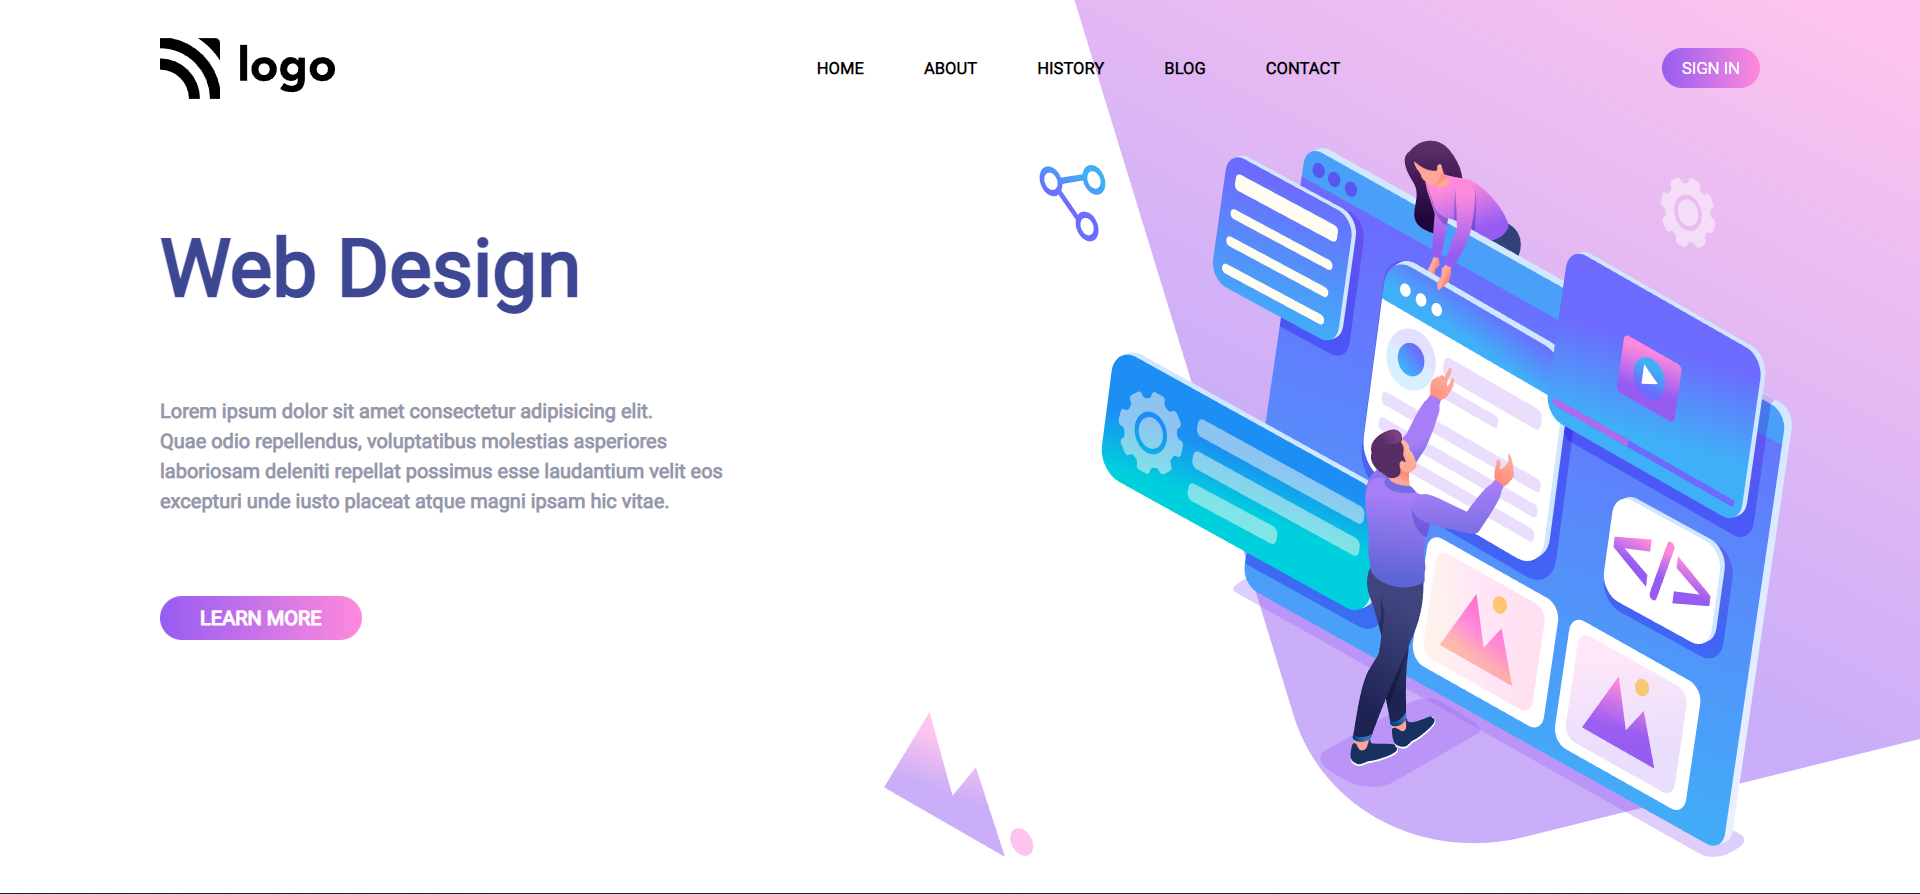 logo
HOME ABOUT HISTORY BLOG CONTACT SIGN IN
Web Design
Lorem ipsum dolor sit amet consectetur adipisicing elit.
Quae odio repellendus, voluptatibus molestias asperiores
laboriosam deleniti repellat possimus esse laudantium velit eos
excepturi unde iusto placeat atque magni ipsam hic vitae.
</>
LEARN MORE